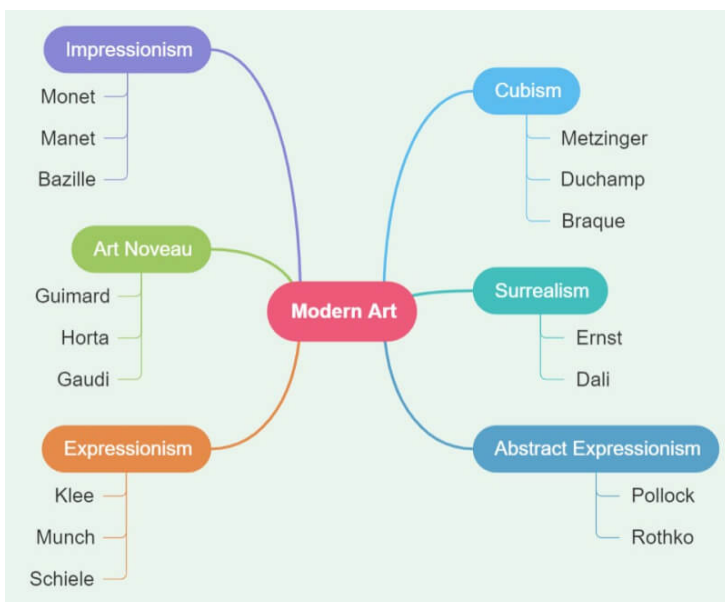 Impressionism
Monet
Manet
Bazille
Art Noveau
Guimard
Horta
Gaudi
Expressionism
Klee
Munch
Schiele
Modern Art
Cubism
Metzinger
Duchamp
Braque
Surrealism
Ernst
Dali
Abstract Expressionism
Pollock
Rothko